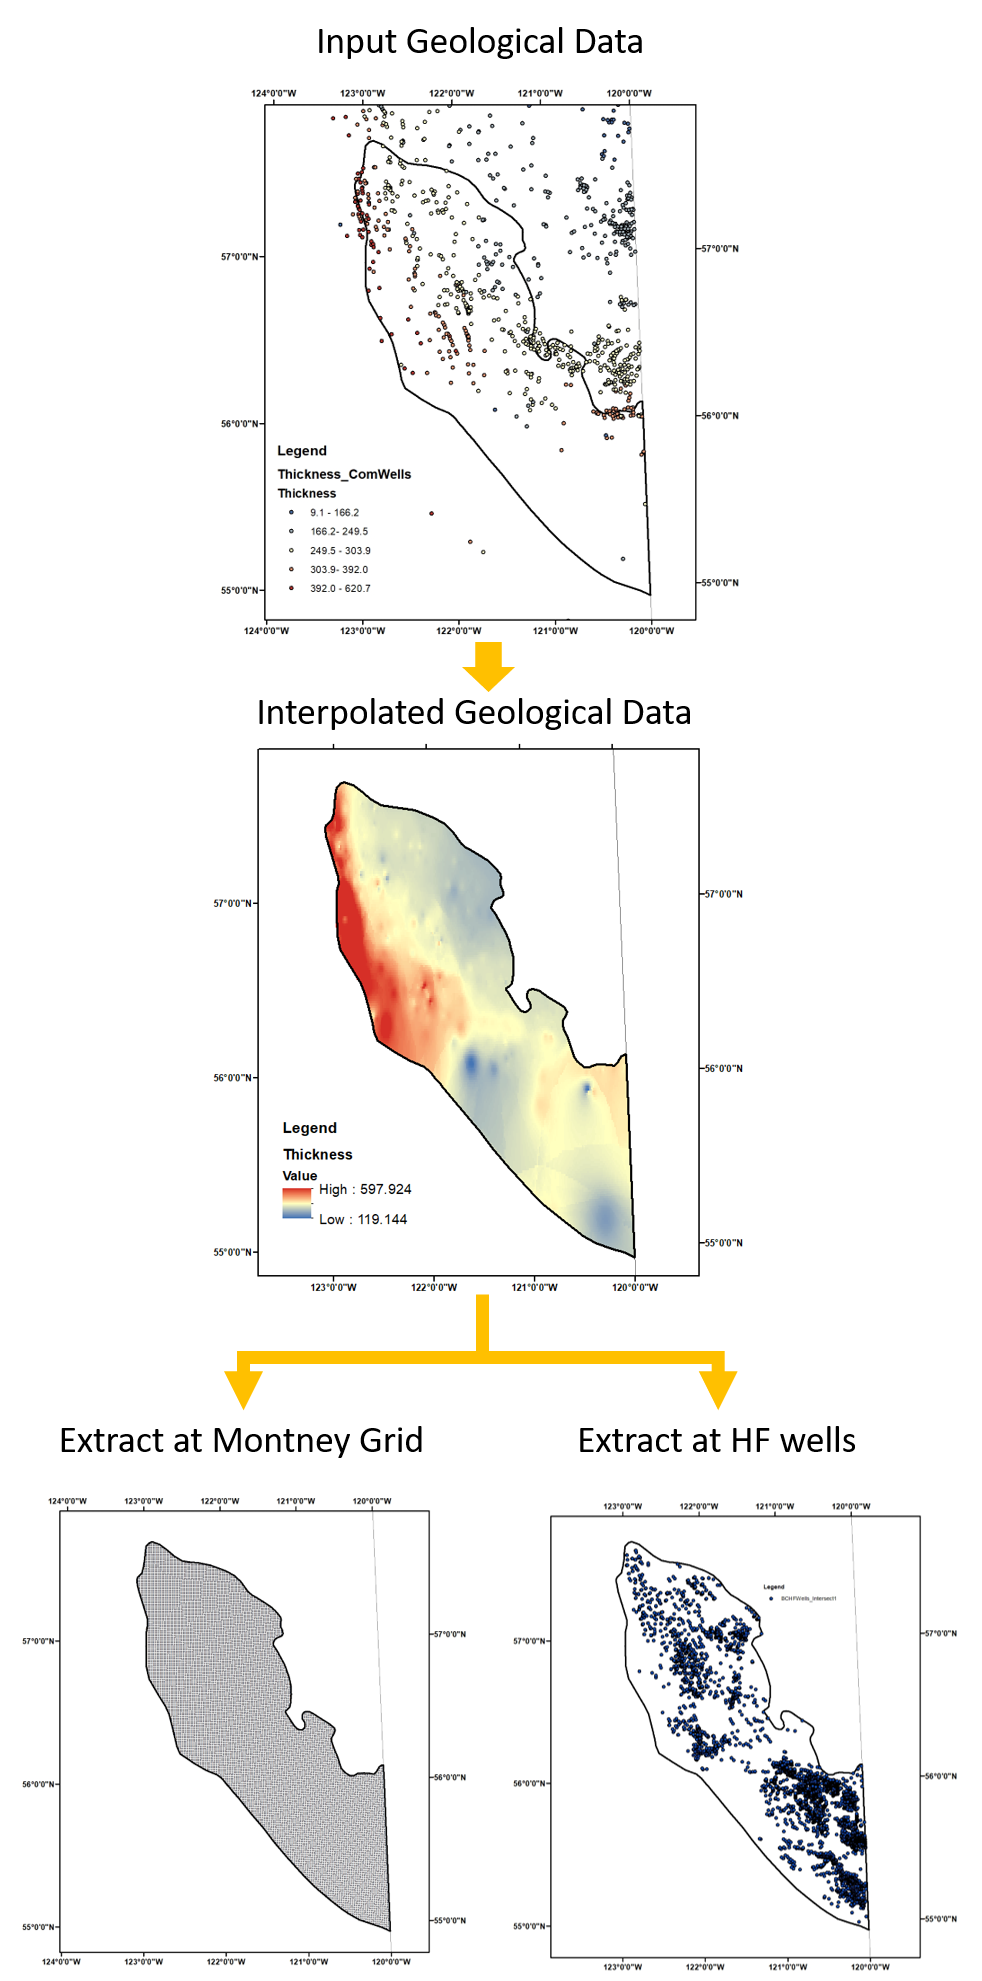 Input Geological Data
124°0'0"W 123°0'0"W 122°0'0"W 121°0'0"W 120°0'0"W
57°0'0"N
57°0'0"N
56°0'0"N
56°0'0"N
Legend
Thickness_ComWells
Thickness
9.1 - 166.2
166.2- 249.5
249.5 - 303.9
303.9- 392.0
392.0 - 620.7
55°0'0"N
55°0'0"N
124°0'0"W 123°0'0"W 122°0'0"W 121°0'0"W 120°0'0"W
Interpolated Geological Data
57°0'0"N
57°0'0"N
56°0'0"N
56°0'0"N
Legend
Thickness
Value
High : 597.924
Low : 119.144
55°0'0"N
55°0'0"N
123°0'0"W 122°0'0"W 121°0'0"W 120°0'0"W
Extract at Montney Grid
124°0'0"W 123°0'0"W 122°0'0"W 121°0'0"W 120°0'0"W
57°0'0"N
57°0'0"N
56°0'0"N
56°0'0"N
55°0'0"N
55°0'0"N
124°0'0"W 123°0'0"W 122°0'0"W 121°0'0"W 120°0'0"W
Extract at HF wells
123°0'0"W 122°0'0"W 121°0'0"W 120°0'0"W
Legend
BCHFWells_Intersect1
57°0'0"N
57°0'0"N
56°0'0"N
56°0'0"N
55°0'0"N
55°0'0"N
123°0'0"W 122°0'0"W 121°0'0"W 120°0'0"W